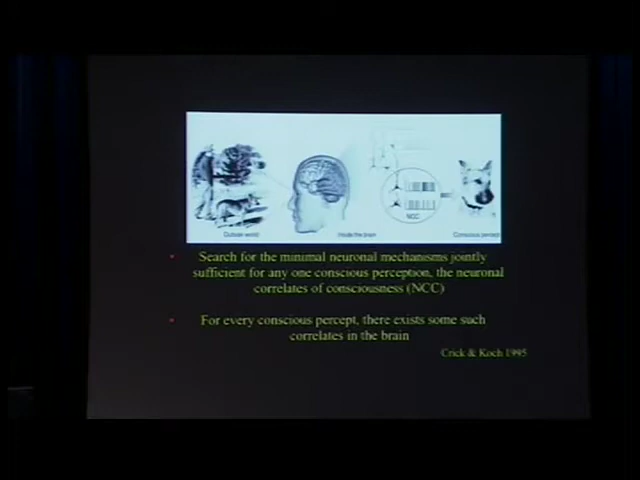 Outside world
Inside the brain
NCC
Conscious percept
Search for the minimal neuronal mechanisms jointly
sufficient for any one conscious perception, the neuronal
correlates of consciousness (NCC)
For every conscious percept, there exists some such
correlates in the brain
Crick & Koch 1995